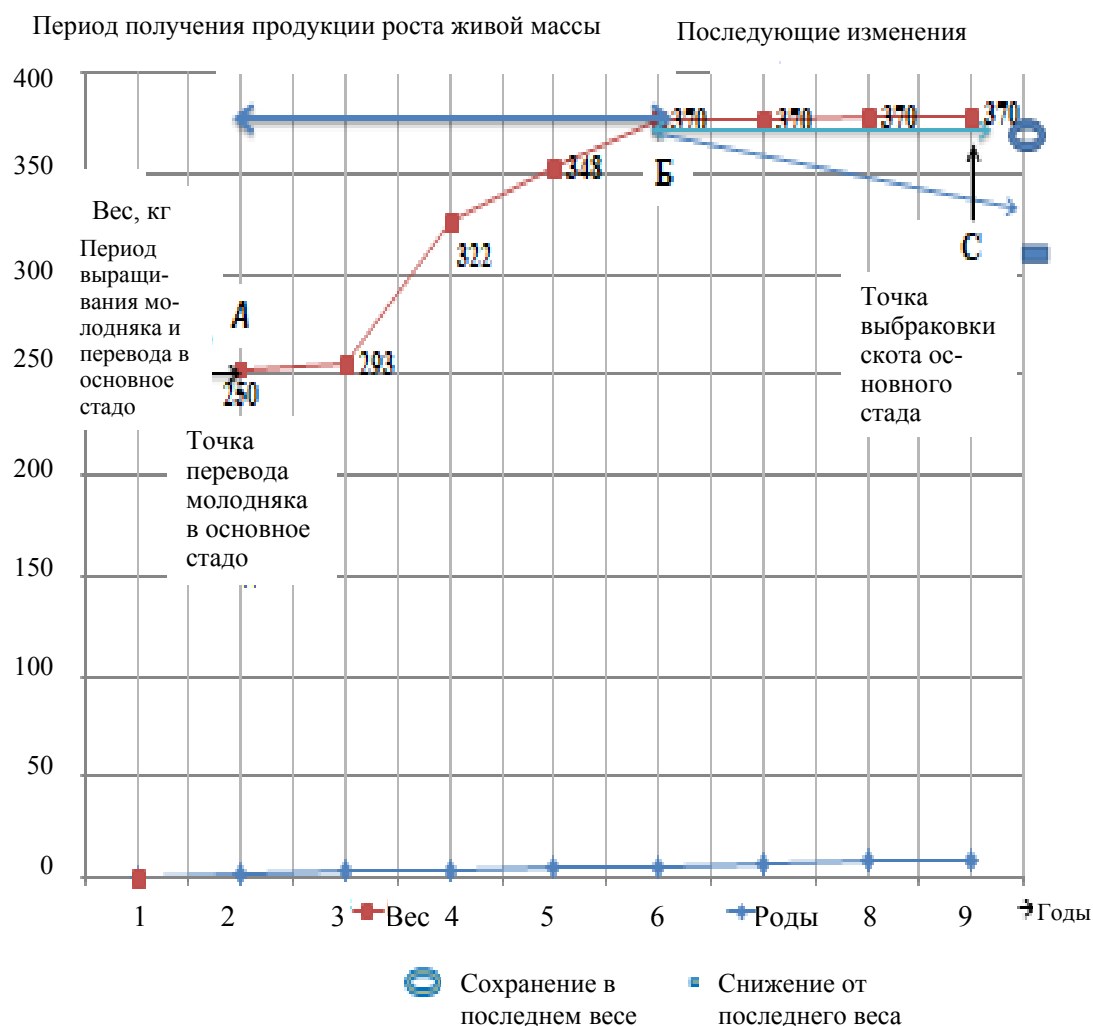 Период получения продукции роста живой массы
Последующие изменения
400
370
370
370
370
350
348
Б
Вес, кг
Период
выращи-
вания мо-
лодняка и
перевода в
основное
стадо
С
300
322
Точка
выбраковки
скота ос-
новного
стада
А
250
293
250
Точка
перевода
молодняка
в основное
стадо
200
150
100
50
0
1 2 3 Вес 4 5 6 Роды 8 9 Годы
Сохранение в
последнем весе
Снижение от
последнего веса